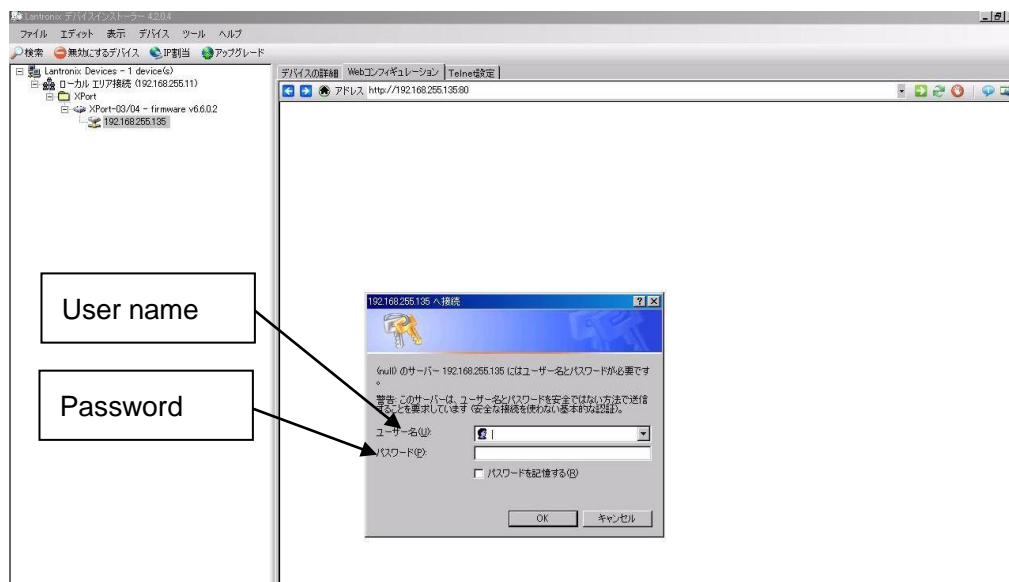 Lantronix デバイスインストーラー 4.2.0.4
ファイル エディット 表示 デバイス ツール ヘルプ
検索 無効にするデバイス IP割当 アップグレード
Lantronix Devices - 1 device(s)
ローカル エリア接続 (192.168.255.11)
XPort
XPort-03/04 - firmware v6.6.0.2
192.168.255.135
デバイスの詳細 Webコンフィギュレーション Telnet設定
アドレス http://192.168.255.135:80
User name
Password
192.168.255.135 へ接続
(null) のサーバー 192.168.255.135 にはユーザー名とパスワードが必要です
。
警告: このサーバーは、ユーザー名とパスワードを安全ではない方法で送信
することを要求しています (安全な接続を使わない基本的な認証)。
ユーザー名(U):
パスワード(P):
パスワードを記憶する(R)
OK キャンセル